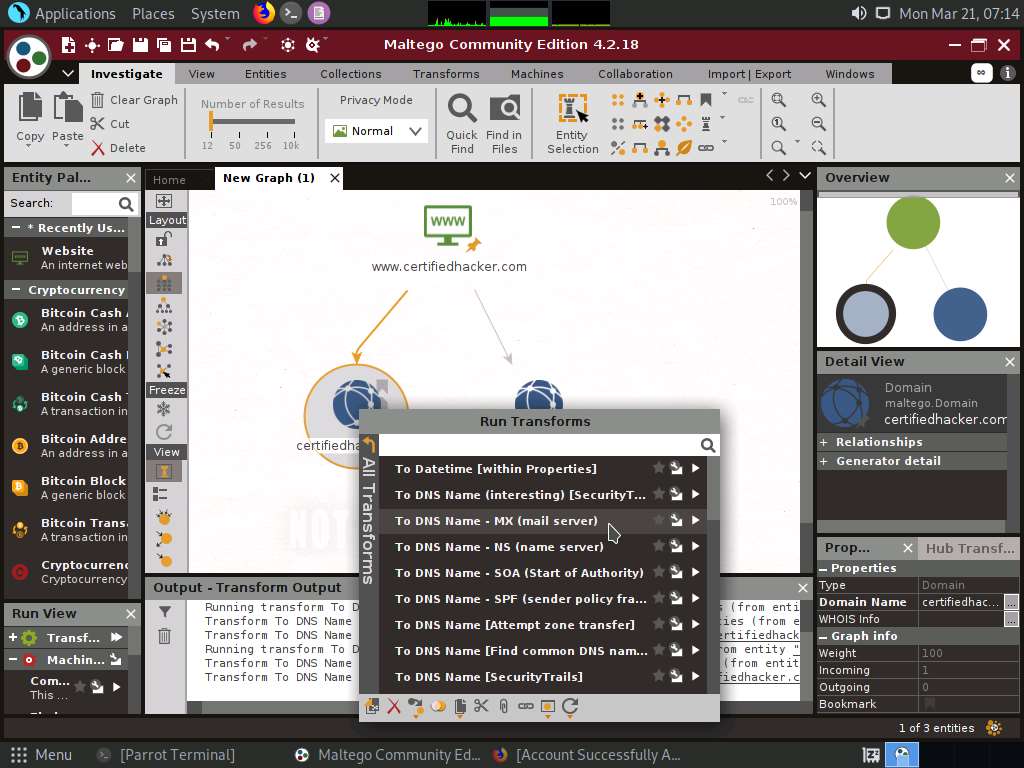 Applications Places System Mon Mar 21, 07:14
Maltego Community Edition 4.2.18
Investigate View Entities Collections Transforms Machines Collaboration Import | Export Windows
Copy Paste
Clear Graph
Cut
Delete
Number of Results
12 50 256 10k
Privacy Mode
Normal
Quick Find
Find in Files
Entity Selection
Entity Pal...
Search:
* Recently Us...
Website
An internet web
Cryptocurrency
Bitcoin Cash
An address in a
Bitcoin Cash
A generic block
Bitcoin Cash
A transaction in
Bitcoin Addre
An address in a
Bitcoin Block
A generic block
Bitcoin Trans
A transaction in
Cryptocurrenc
Cryptocurrency
Run View
Transf...
Machin...
Com...
This ...
Home New Graph (1)
Layout
Freeze
View
100%
WWW
www.certifiedhacker.com
certifiedha
NOT
Run Transforms
All Transforms
To Datetime [within Properties]
To DNS Name (interesting) [SecurityT...
To DNS Name - MX (mail server)
To DNS Name - NS (name server)
To DNS Name - SOA (Start of Authority)
To DNS Name - SPF (sender policy fra...
To DNS Name [Attempt zone transfer]
To DNS Name [Find common DNS nam...
To DNS Name [SecurityTrails]
Output - Transform Output
Running transform To D s (from enti
Transform To DNS Name ies (from e
Transform To DNS Name ertifiedhack
Running transform To D from entity "
Transform To DNS Name (from entit
Transform To DNS Name fiedhacker.c
Overview
Detail View
Domain
maltego.Domain
certifiedhacker.com
+ Relationships
+ Generator detail
Prop... Hub Transf...
Properties
Type Domain
Domain Name certifiedhac... ...
WHOIS Info ...
Graph info
Weight 100
Incoming 1
Outgoing 0
Bookmark
1 of 3 entities
Menu [Parrot Terminal] Maltego Community Ed... [Account Successfully A...